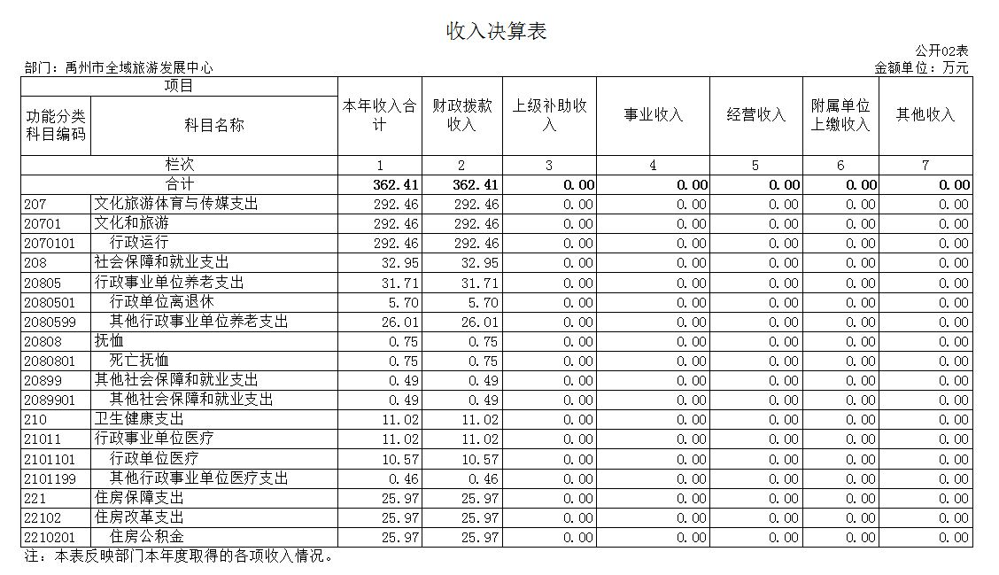 收入决算表
公开02表
部门：禹州市全域旅游发展中心 金额单位：万元
项目 本年收入合计 财政拨款收入 上级补助收入 事业收入 经营收入 附属单位上缴收入 其他收入
功能分类科目编码 科目名称
栏次 1 2 3 4 5 6 7
合计 362.41 362.41 0.00 0.00 0.00 0.00 0.00
207 文化旅游体育与传媒支出 292.46 292.46 0.00 0.00 0.00 0.00 0.00
20701 文化和旅游 292.46 292.46 0.00 0.00 0.00 0.00 0.00
2070101 行政运行 292.46 292.46 0.00 0.00 0.00 0.00 0.00
208 社会保障和就业支出 32.95 32.95 0.00 0.00 0.00 0.00 0.00
20805 行政事业单位养老支出 31.71 31.71 0.00 0.00 0.00 0.00 0.00
2080501 行政单位离退休 5.70 5.70 0.00 0.00 0.00 0.00 0.00
2080599 其他行政事业单位养老支出 26.01 26.01 0.00 0.00 0.00 0.00 0.00
20808 抚恤 0.75 0.75 0.00 0.00 0.00 0.00 0.00
2080801 死亡抚恤 0.75 0.75 0.00 0.00 0.00 0.00 0.00
20899 其他社会保障和就业支出 0.49 0.49 0.00 0.00 0.00 0.00 0.00
2089901 其他社会保障和就业支出 0.49 0.49 0.00 0.00 0.00 0.00 0.00
210 卫生健康支出 11.02 11.02 0.00 0.00 0.00 0.00 0.00
21011 行政事业单位医疗 11.02 11.02 0.00 0.00 0.00 0.00 0.00
2101101 行政单位医疗 10.57 10.57 0.00 0.00 0.00 0.00 0.00
2101199 其他行政事业单位医疗支出 0.46 0.46 0.00 0.00 0.00 0.00 0.00
221 住房保障支出 25.97 25.97 0.00 0.00 0.00 0.00 0.00
22102 住房改革支出 25.97 25.97 0.00 0.00 0.00 0.00 0.00
2210201 住房公积金 25.97 25.97 0.00 0.00 0.00 0.00 0.00
注：本表反映部门本年度取得的各项收入情况。